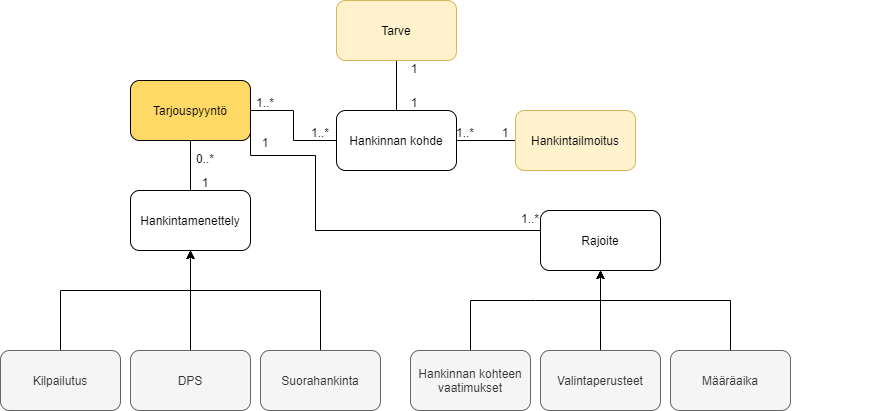 Tarve
1
Tarjouspyyntö
1..*
1
1..*
Hankinnan kohde
1..*
1
Hankintailmoitus
1
0..*
1
Hankintamenettely
1..*
Rajoite
Kilpailutus
DPS
Suorahankinta
Hankinnan kohteen
vaatimukset
Valintaperusteet
Määräaika